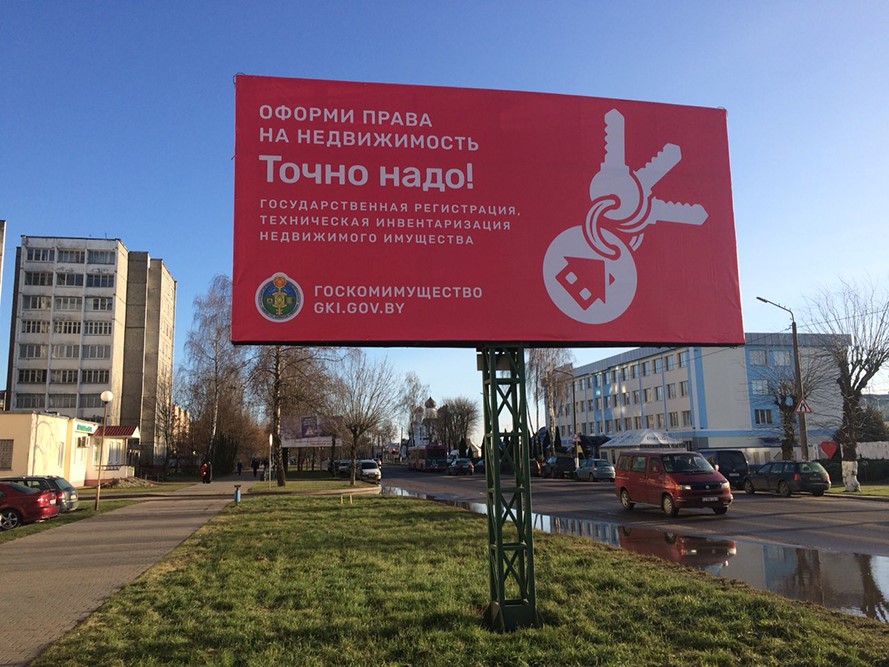 ОФОРМИ ПРАВА
НА НЕДВИЖИМОСТЬ
Точно надо!
ГОСУДАРСТВЕННАЯ РЕГИСТРАЦИЯ,
ТЕХНИЧЕСКАЯ ИНВЕНТАРИЗАЦИЯ
НЕДВИЖИМОГО ИМУЩЕСТВА
ГОСКОМИМУЩЕСТВО
GKI.GOV.BY